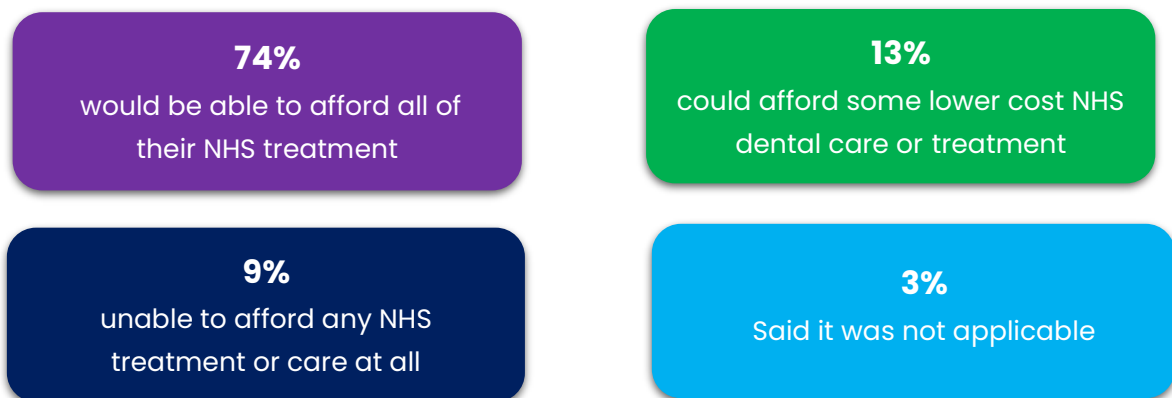 74%
would be able to afford all of
their NHS treatment
13%
could afford some lower cost NHS
dental care or treatment
9%
unable to afford any NHS
treatment or care at all
3%
Said it was not applicable